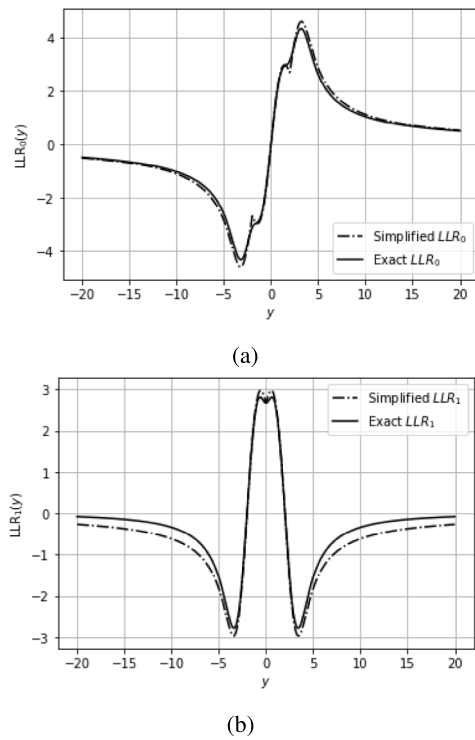 4
2
0
−2
−4
LLR₀(y)
Simplified LLR₀
Exact LLR₀
−20 −15 −10 −5 0 5 10 15 20
y
(a)
3
2
1
0
−1
−2
−3
LLR₁(y)
Simplified LLR₁
Exact LLR₁
−20 −15 −10 −5 0 5 10 15 20
y
(b)